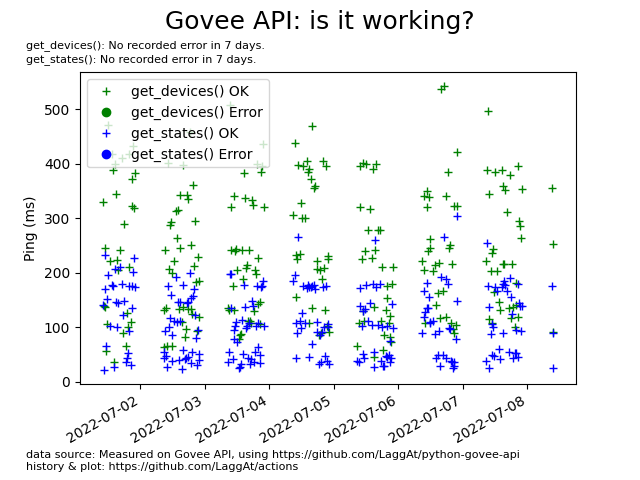 Govee API: is it working?
get_devices(): No recorded error in 7 days.
get_states(): No recorded error in 7 days.
get_devices() OK
get_devices() Error
get_states() OK
get_states() Error
Ping (ms)
500
400
300
200
100
0
2022-07-02
2022-07-03
2022-07-04
2022-07-05
2022-07-06
2022-07-07
2022-07-08
data source: Measured on Govee API, using https://github.com/LaggAt/python-govee-api
history & plot: https://github.com/LaggAt/actions